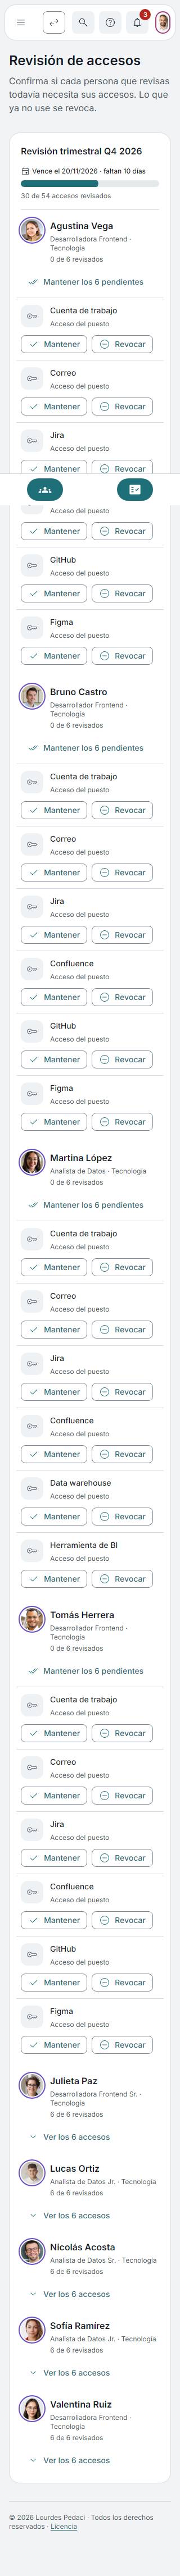 3
Revisión de accesos
Confirma si cada persona que revisas
todavía necesita sus accesos. Lo que
ya no use se revoca.
Revisión trimestral Q4 2026
Vence el 20/11/2026 · faltan 10 días
30 de 54 accesos revisados
Agustina Vega
Desarrollador Frontend ·
Tecnología
0 de 6 revisados
Mantener los 6 pendientes
Cuenta de trabajo
Acceso del puesto
Mantener Revocar
Correo
Acceso del puesto
Mantener Revocar
Jira
Acceso del puesto
Mantener Revocar
Acceso del puesto
Mantener Revocar
GitHub
Acceso del puesto
Mantener Revocar
Figma
Acceso del puesto
Mantener Revocar
Bruno Castro
Desarrollador Frontend ·
Tecnología
0 de 6 revisados
Mantener los 6 pendientes
Cuenta de trabajo
Acceso del puesto
Mantener Revocar
Correo
Acceso del puesto
Mantener Revocar
Jira
Acceso del puesto
Mantener Revocar
Confluence
Acceso del puesto
Mantener Revocar
GitHub
Acceso del puesto
Mantener Revocar
Figma
Acceso del puesto
Mantener Revocar
Martina López
Analista de Datos · Tecnología
0 de 6 revisados
Mantener los 6 pendientes
Cuenta de trabajo
Acceso del puesto
Mantener Revocar
Correo
Acceso del puesto
Mantener Revocar
Jira
Acceso del puesto
Mantener Revocar
Confluence
Acceso del puesto
Mantener Revocar
Data warehouse
Acceso del puesto
Mantener Revocar
Herramienta de BI
Acceso del puesto
Mantener Revocar
Tomás Herrera
Desarrollador Frontend ·
Tecnología
0 de 6 revisados
Mantener los 6 pendientes
Cuenta de trabajo
Acceso del puesto
Mantener Revocar
Correo
Acceso del puesto
Mantener Revocar
Jira
Acceso del puesto
Mantener Revocar
Confluence
Acceso del puesto
Mantener Revocar
GitHub
Acceso del puesto
Mantener Revocar
Figma
Acceso del puesto
Mantener Revocar
Julieta Paz
Desarrollador Frontend Sr. ·
Tecnología
6 de 6 revisados
Ver los 6 accesos
Lucas Ortiz
Analista de Datos Jr. · Tecnología
6 de 6 revisados
Ver los 6 accesos
Nicolás Acosta
Analista de Datos Sr. · Tecnología
6 de 6 revisados
Ver los 6 accesos
Sofía Ramírez
Analista de Datos Jr. · Tecnología
6 de 6 revisados
Ver los 6 accesos
Valentina Ruiz
Desarrollador Frontend ·
Tecnología
6 de 6 revisados
Ver los 6 accesos
© 2026 Lourdes Pedaci · Todos los derechos
reservados · Licencia